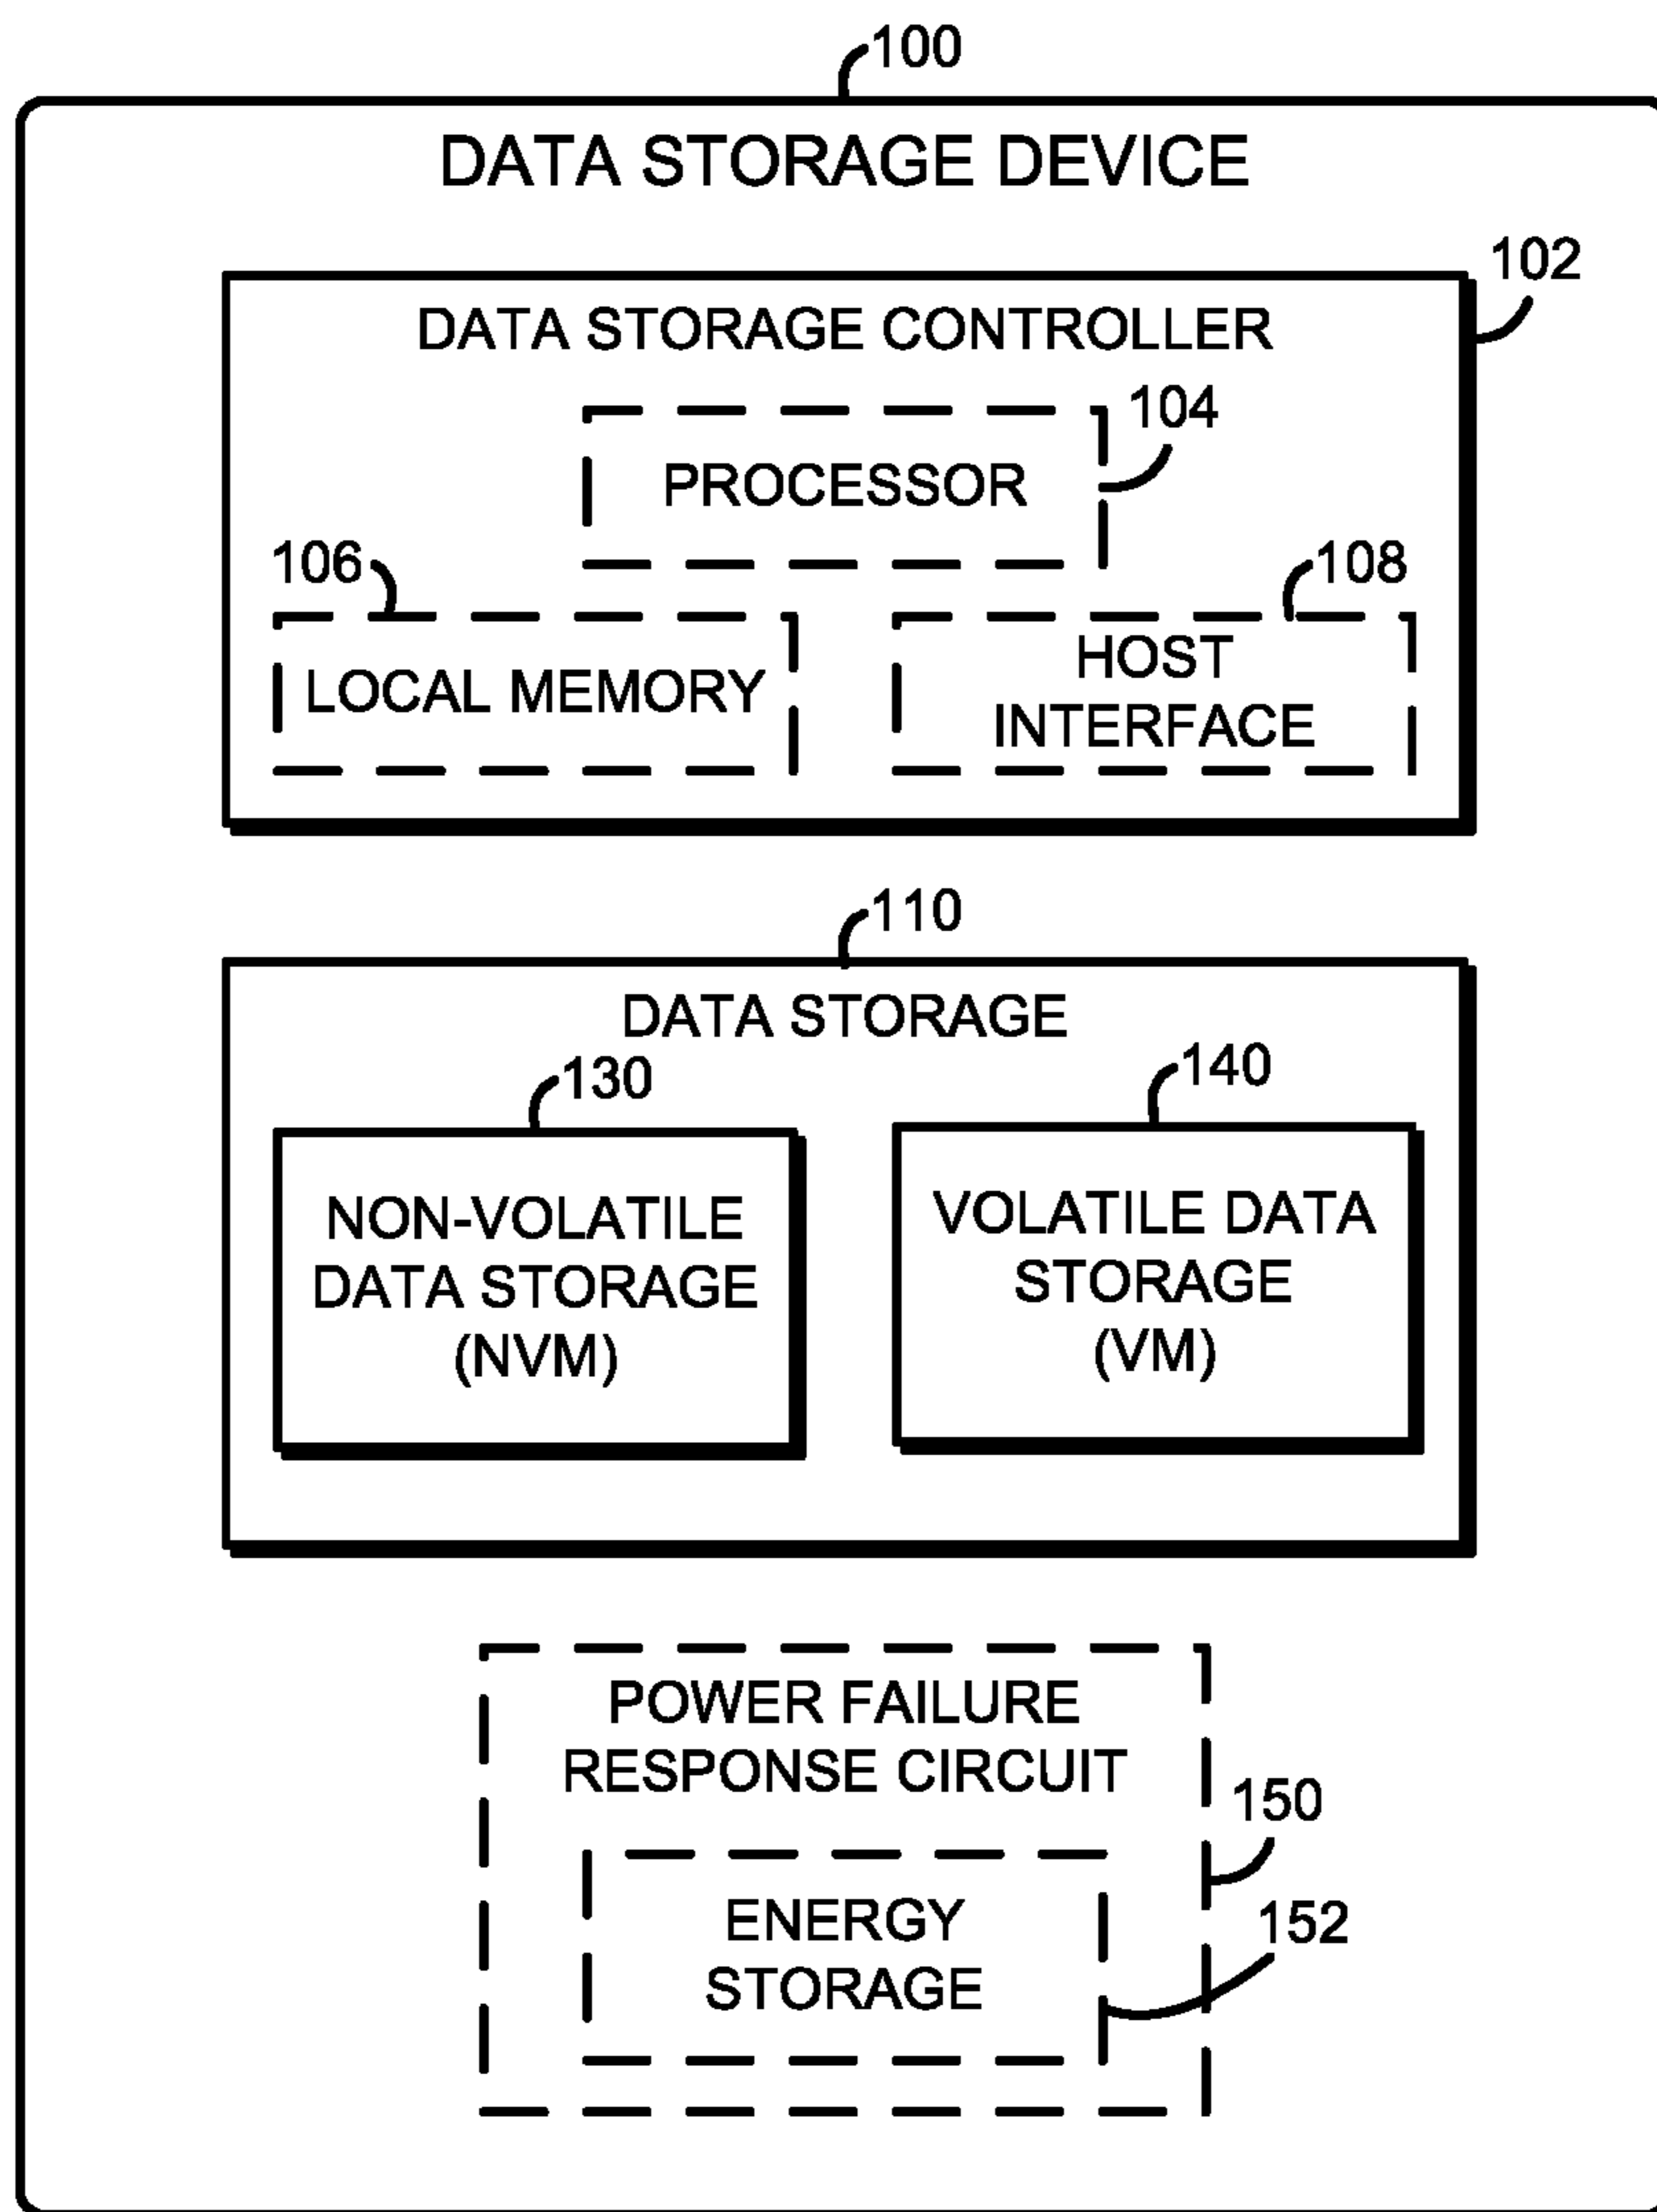 100
DATA STORAGE DEVICE
102
DATA STORAGE CONTROLLER
104
PROCESSOR
106
108
LOCAL MEMORY
HOST
INTERFACE
110
DATA STORAGE
130
140
NON-VOLATILE
DATA STORAGE
(NVM)
VOLATILE DATA
STORAGE
(VM)
POWER FAILURE
RESPONSE CIRCUIT
150
ENERGY
STORAGE
152